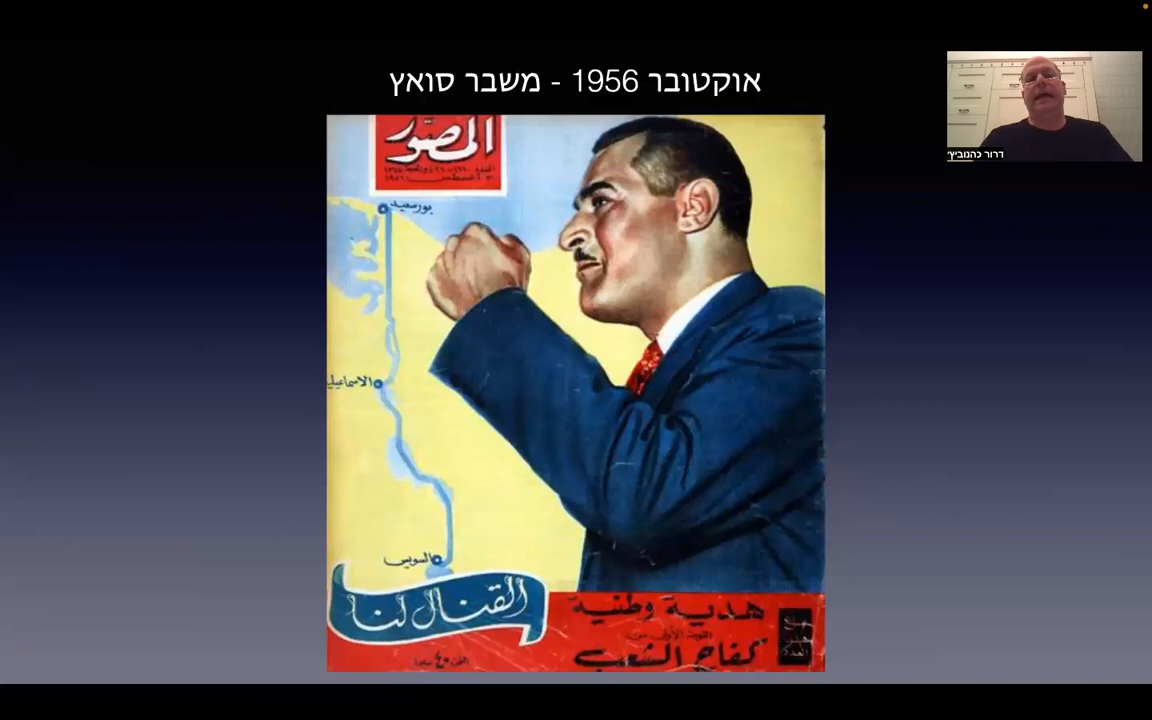 אוקטובר 1956 - משבר סואץ
דרור כהנוביץ'
المصور
بورسعيد
الاسماعيلية
السويس
القنال لنا
هدية وطنية
كفاح الشعب